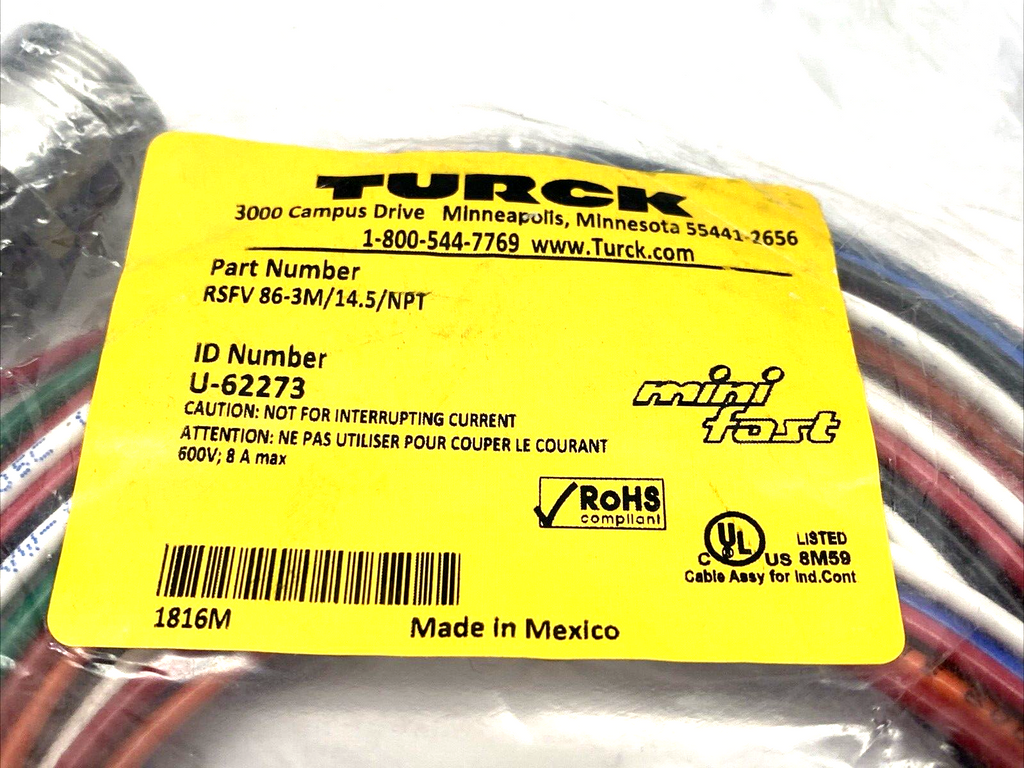 TURCK
3000 Campus Drive Minneapolis, Minnesota 55441-2656
1-800-544-7769 www.Turck.com
Part Number
RSFV 86-3M/14.5/NPT
ID Number
U-62273
CAUTION: NOT FOR INTERRUPTING CURRENT
ATTENTION: NE PAS UTILISER POUR COUPER LE COURANT
600V; 8 A max
mini
fast
RoHS
compliant
UL
C US
LISTED
8M59
Cable Assy for Ind.Cont
1816M
Made in Mexico